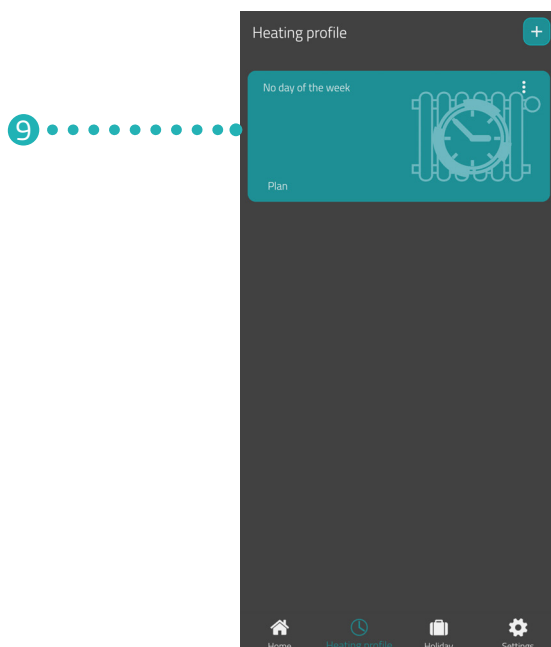 Heating profile
+
No day of the week
9
Plan
Home Heating profile Holiday Settings